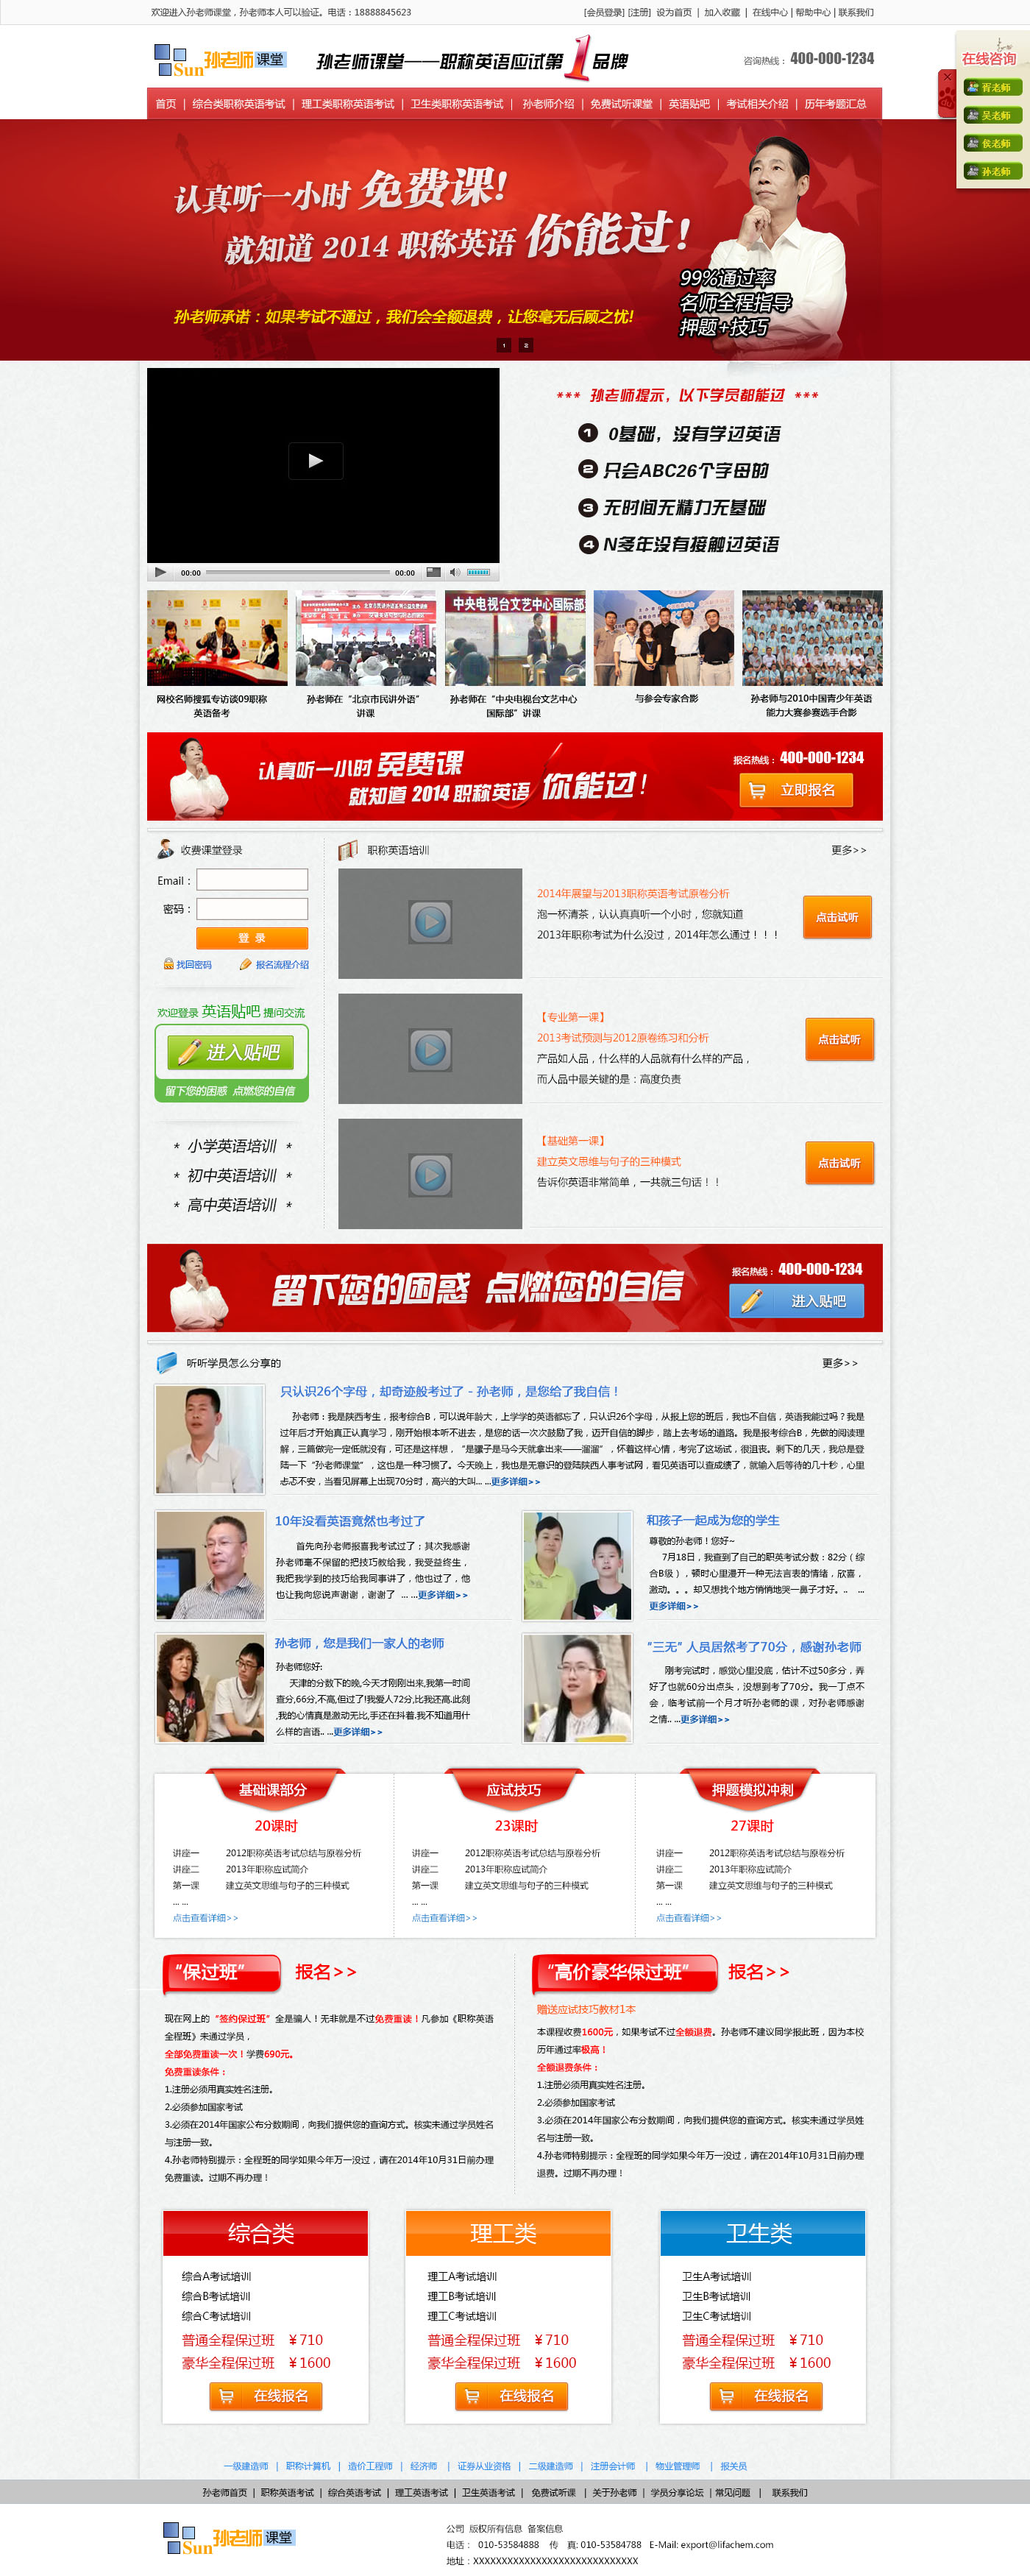 欢迎进入孙老师课堂，孙老师本人可以验证。电话：18888845623
[会员登录] [注册] 设为首页 | 加入收藏 | 在线中心 | 帮助中心 | 联系我们
Sun孙老师课堂
孙老师课堂——职称英语应试第1品牌
咨询热线： 400-000-1234
在线咨询
胥老师
吴老师
侯老师
孙老师
首页 | 综合类职称英语考试 | 理工类职称英语考试 | 卫生类职称英语考试 | 孙老师介绍 | 免费试听课堂 | 英语贴吧 | 考试相关介绍 | 历年考题汇总
认真听一小时 免费课!
就知道 2014 职称英语 你能过!
99%通过率
名师全程指导
押题+技巧
孙老师承诺：如果考试不通过，我们会全额退费，让您毫无后顾之忧!
1 2
*** 孙老师提示，以下学员都能过 ***
1 0基础，没有学过英语
2 只会ABC26个字母的
3 无时间无精力无基础
4 N多年没有接触过英语
00:00 00:00
中央电视台文艺中心国际部
网校名师搜狐专访谈09职称
英语备考
孙老师在“北京市民讲外语”
讲课
孙老师在“中央电视台文艺中心
国际部”讲课
与参会专家合影
孙老师与2010中国青少年英语
能力大赛参赛选手合影
认真听一小时 免费课
就知道 2014 职称英语 你能过!
报名热线： 400-000-1234
立即报名
收费课堂登录
Email：
密码：
登 录
找回密码 报名流程介绍
欢迎登录 英语贴吧 提问交流
进入贴吧
留下您的困惑 点燃您的自信
* 小学英语培训 *
* 初中英语培训 *
* 高中英语培训 *
职称英语培训 更多>>
2014年展望与2013职称英语考试原卷分析
泡一杯清茶，认认真真听一个小时，您就知道
2013年职称考试为什么没过，2014年怎么通过！！！
点击试听
【专业第一课】
2013考试预测与2012原卷练习和分析
产品如人品，什么样的人品就有什么样的产品，
而人品中最关键的是：高度负责
点击试听
【基础第一课】
建立英文思维与句子的三种模式
告诉你英语非常简单，一共就三句话！！
点击试听
留下您的困惑 点燃您的自信
报名热线： 400-000-1234
进入贴吧
听听学员怎么分享的 更多>>
只认识26个字母，却奇迹般考过了 - 孙老师，是您给了我自信！
孙老师：我是陕西考生，报考综合B，可以说年龄大，上学学的英语都忘了，只认识26个字母，从报上您的班后，我也不自信，英语我能过吗？我是
过年后才开始真正认真学习，刚开始根本听不进去，是您的话一次次鼓励了我，迈开自信的脚步，踏上去考场的道路。我是报考综合B，先做的阅读理
解，三篇做完一定低就没有，可还是这样想，“是骡子是马今天就拿出来——溜溜”，怀着这样心情，考完了这场试，很沮丧。剩下的几天，我总是登
陆一下“孙老师课堂”，这也是一种习惯了。今天晚上，我也是无意识的登陆陕西人事考试网，看见英语可以查成绩了，就输入后等待的几十秒，心里
忐忑不安，当看见屏幕上出现70分时，高兴的大叫... ...更多详细>>
10年没看英语竟然也考过了
首先向孙老师报喜我考试过了：其次我感谢
孙老师毫不保留的把技巧教给我，我受益终生，
我把我学到的技巧给我同事讲了，他也过了，他
也让我向您说声谢谢，谢谢了 ... ...更多详细>>
和孩子一起成为您的学生
尊敬的孙老师！您好~
7月18日，我查到了自己的职英考试分数：82分（综
合B级），顿时心里漫开一种无法言表的情绪，欣喜，
激动。。。却又想找个地方悄悄地哭一鼻子才好。.. ...
更多详细>>
孙老师，您是我们一家人的老师
孙老师您好:
天津的分数下的晚,今天才刚刚出来,我第一时间
查分,66分,不高,但过了!我爱人72分,比我还高.此刻
,我的心情真是激动无比,手还在抖着.我不知道用什
么样的言语.. ...更多详细>>
“三无”人员居然考了70分，感谢孙老师
刚考完试时，感觉心里没底，估计不过50多分，弄
好了也就60分出点头，没想到考了70分。我一丁点不
会，临考试前一个月才听孙老师的课，对孙老师感谢
之情.. ...更多详细>>
基础课部分
20课时
讲座一 2012职称英语考试总结与原卷分析
讲座二 2013年职称应试简介
第一课 建立英文思维与句子的三种模式
... ...
点击查看详细>>
应试技巧
23课时
讲座一 2012职称英语考试总结与原卷分析
讲座二 2013年职称应试简介
第一课 建立英文思维与句子的三种模式
... ...
点击查看详细>>
押题模拟冲刺
27课时
讲座一 2012职称英语考试总结与原卷分析
讲座二 2013年职称应试简介
第一课 建立英文思维与句子的三种模式
... ...
点击查看详细>>
“保过班” 报名>>
现在网上的“签约保过班”全是骗人！无非就是不过免费重读！凡参加《职称英语
全程班》未通过学员，
全部免费重读一次！学费690元。
免费重读条件：
1.注册必须用真实姓名注册。
2.必须参加国家考试
3.必须在2014年国家公布分数期间，向我们提供您的查询方式。核实未通过学员姓名
与注册一致。
4.孙老师特别提示：全程班的同学如果今年万一没过，请在2014年10月31日前办理
免费重读。过期不再办理！
“高价豪华保过班” 报名>>
赠送应试技巧教材1本
本课程收费1600元，如果考试不过全额退费。孙老师不建议同学报此班，因为本校
历年通过率极高！
全额退费条件：
1.注册必须用真实姓名注册。
2.必须参加国家考试
3.必须在2014年国家公布分数期间，向我们提供您的查询方式。核实未通过学员姓
名与注册一致。
4.孙老师特别提示：全程班的同学如果今年万一没过，请在2014年10月31日前办理
退费。过期不再办理！
综合类
综合A考试培训
综合B考试培训
综合C考试培训
普通全程保过班 ￥710
豪华全程保过班 ￥1600
在线报名
理工类
理工A考试培训
理工B考试培训
理工C考试培训
普通全程保过班 ￥710
豪华全程保过班 ￥1600
在线报名
卫生类
卫生A考试培训
卫生B考试培训
卫生C考试培训
普通全程保过班 ￥710
豪华全程保过班 ￥1600
在线报名
一级建造师 | 职称计算机 | 造价工程师 | 经济师 | 证券从业资格 | 二级建造师 | 注册会计师 | 物业管理师 | 报关员
孙老师首页 | 职称英语考试 | 综合英语考试 | 理工英语考试 | 卫生英语考试 | 免费试听课 | 关于孙老师 | 学员分享论坛 | 常见问题 | 联系我们
Sun孙老师课堂
公司 版权所有信息 备案信息
电话： 010-53584888 传 真: 010-53584788 E-Mail: export@lifachem.com
地址：XXXXXXXXXXXXXXXXXXXXXXXXXXXXX